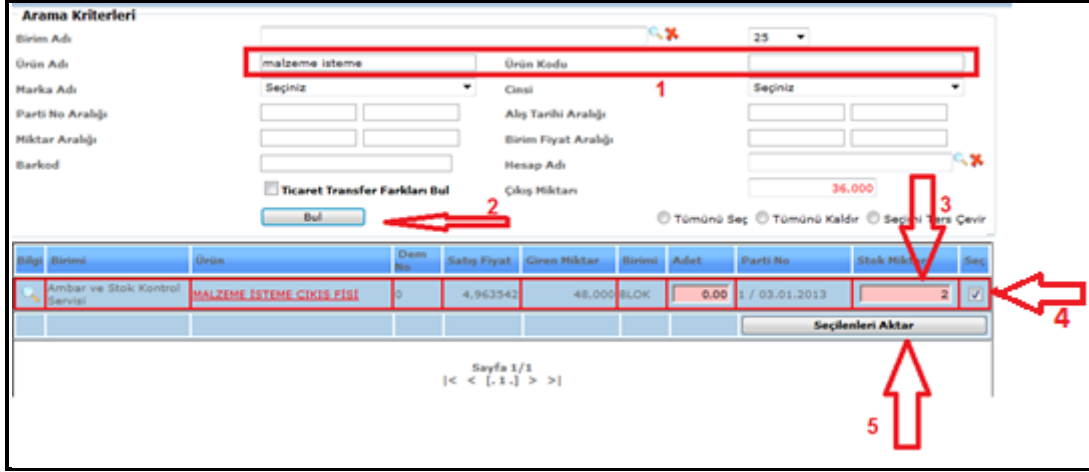 Arama Kriterleri
Birim Adı 25
Ürün Adı malzeme isteme Ürün Kodu
Marka Adı Seçiniz Cinsi 1 Seçiniz
Parti No Aralığı Alış Tarihi Aralığı
Miktar Aralığı Birim Fiyat Aralığı
Barkod Hesap Adı
Ticaret Transfer Farkları Bul Çıkış Miktarı 36.000
Bul 2 Tümünü Seç Tümünü Kaldır Seçimi Ters Çevir 3
Bilgi Birimi Ürün Dem No Satış Fiyat Giren Miktar Birimi Adet Parti No Stok Miktarı Seç
Ambar ve Stok Kontrol Servisi MALZEME İSTEME ÇIKIŞ FİŞİ 0 4,963542 48.000 BLOK 0.00 1 / 03.01.2013 2
4
Seçilenleri Aktar
Sayfa 1/1
|< < [. 1 .] > >|
5